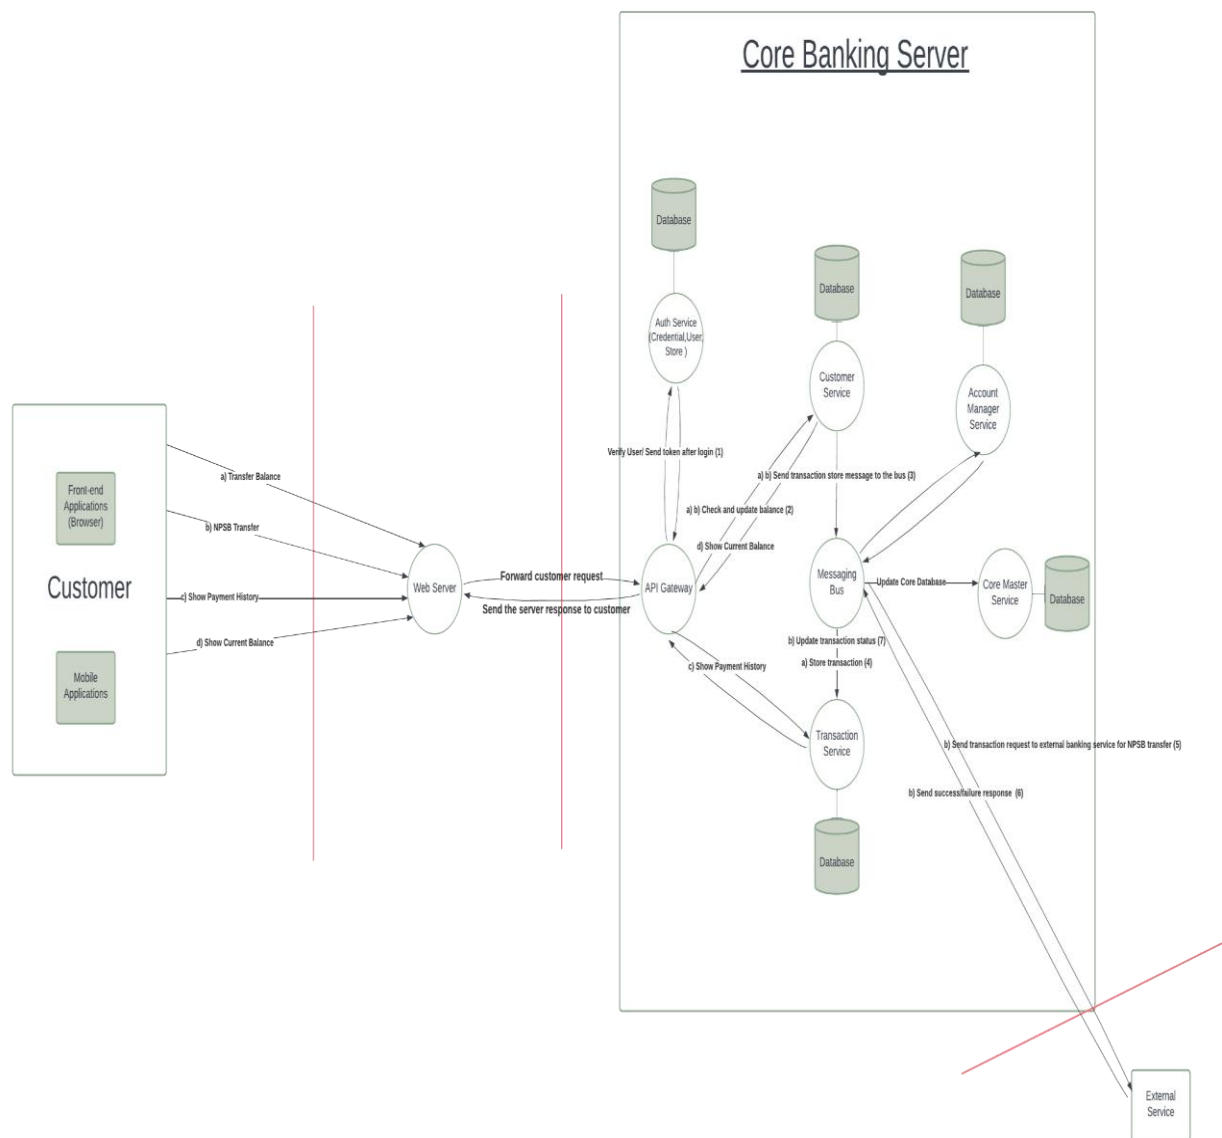 Core Banking Server
Database
Database
Database
Auth Service
(Credential,User,
Store )
Customer
Service
Account
Manager
Service
Verify User/ Send token after login (1)
a) b) Send transaction store message to the bus (3)
a) b) Check and update balance (2)
d) Show Current Balance
a) Transfer Balance
Front-end
Applications
(Browser)
b) NPSB Transfer
Customer
c) Show Payment History
d) Show Current Balance
Mobile
Applications
Web Server
Forward customer request
Send the server response to customer
API Gateway
Messaging
Bus
Update Core Database
Core Master
Service
Database
b) Update transaction status (7)
a) Store transaction (4)
c) Show Payment History
Transaction
Service
Database
b) Send transaction request to external banking service for NPSB transfer (5)
b) Send success/failure response (6)
External
Service